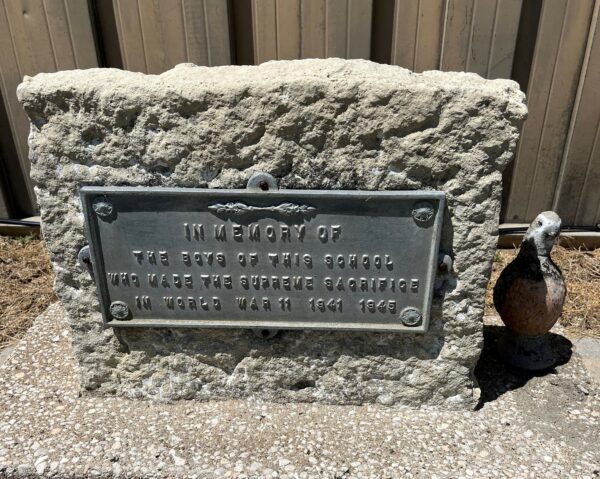 IN MEMORY OF
THE BOYS OF THIS SCHOOL
WHO MADE THE SUPREME SACRIFICE
IN WORLD WAR 11 1941 1945